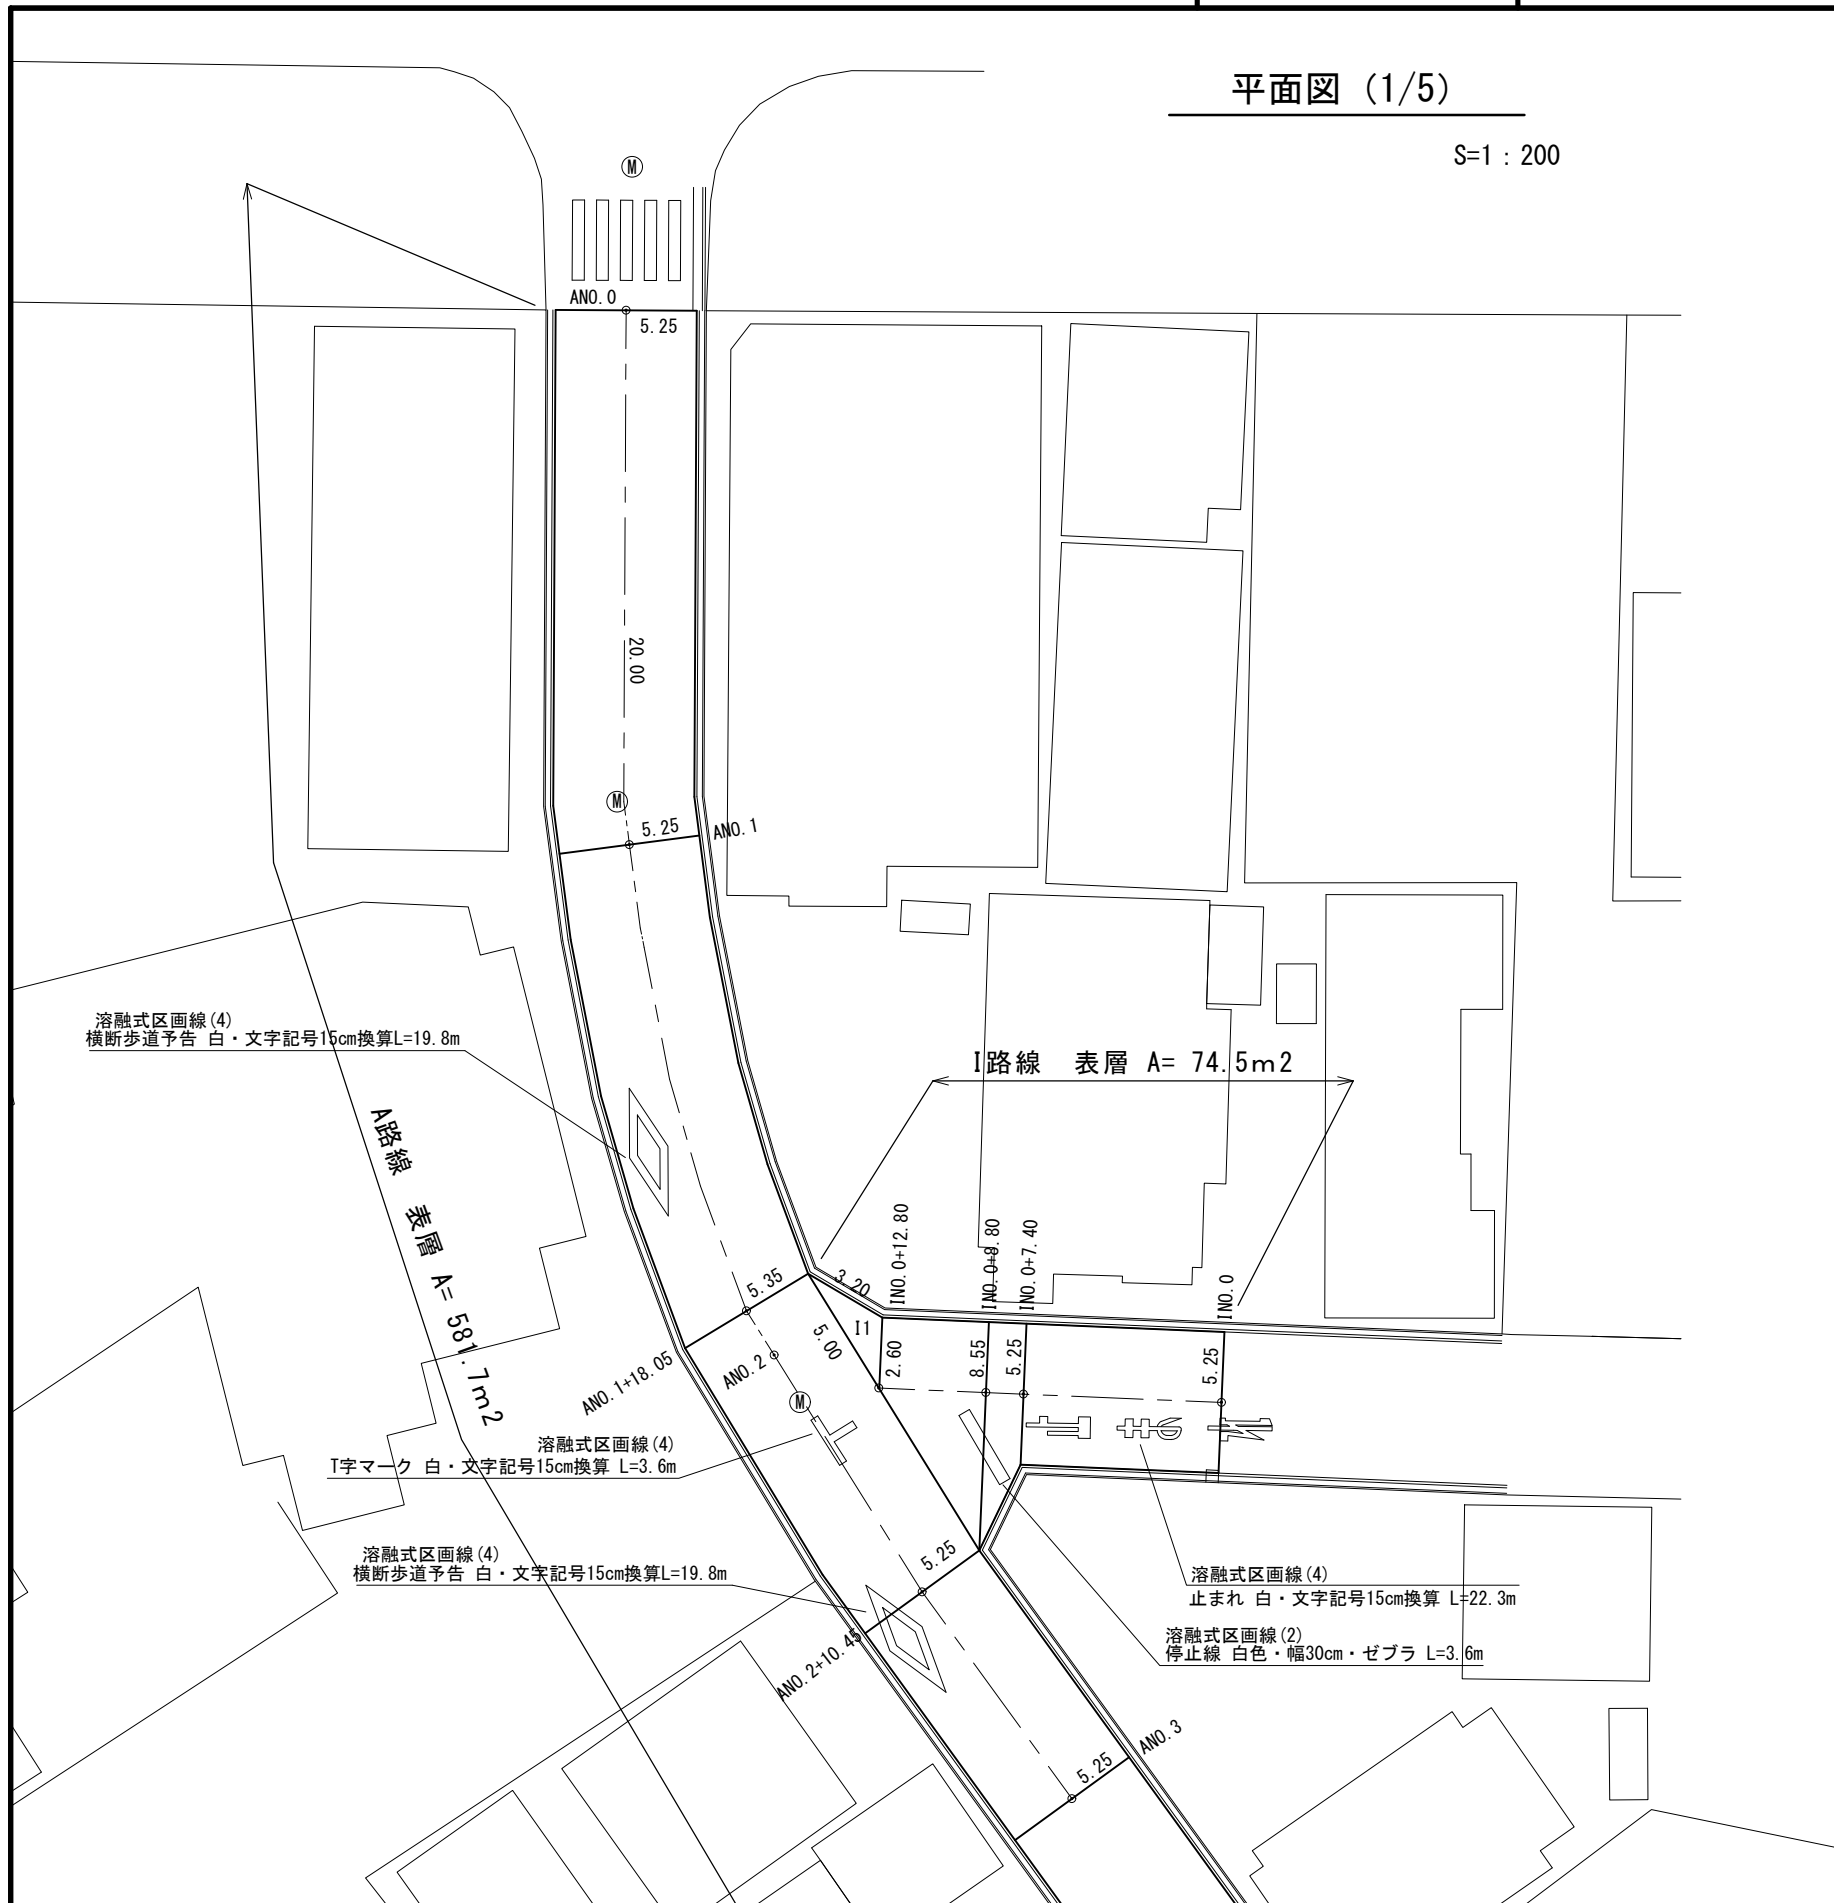 平面図 (1/5)
S=1：200
Ⓜ
ANO.0
5.25
20.00
Ⓜ
5.25
ANO.1
溶融式区画線(4)
横断歩道予告 白・文字記号15cm換算L=19.8m
I路線　表層 A= 74.5m2
A路線　表層 A= 581.7m2
INO.0+12.80
INO.0+8.80
INO.0+7.40
INO.0
3.20
5.35
I1
5.00
2.60
8.55
5.25
5.25
ANO.1+18.05
ANO.2
Ⓜ
止まれ
溶融式区画線(4)
T字マーク 白・文字記号15cm換算 L=3.6m
溶融式区画線(4)
横断歩道予告 白・文字記号15cm換算L=19.8m
5.25
溶融式区画線(4)
止まれ 白・文字記号15cm換算 L=22.3m
溶融式区画線(2)
停止線 白色・幅30cm・ゼブラ L=3.6m
ANO.2+10.45
ANO.3
5.25